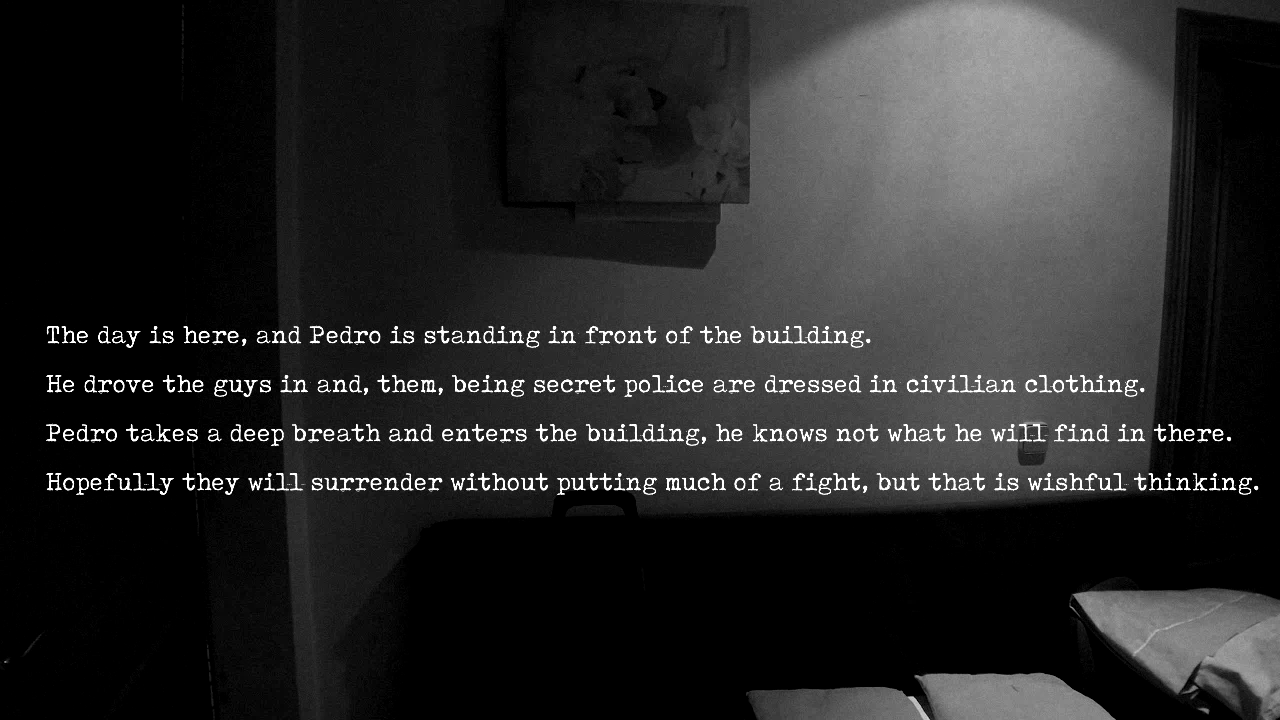 The day is here, and Pedro is standing in front of the building.
He drove the guys in and, them, being secret police are dressed in civilian clothing.
Pedro takes a deep breath and enters the building, he knows not what he will find in there.
Hopefully they will surrender without putting much of a fight, but that is wishful thinking.